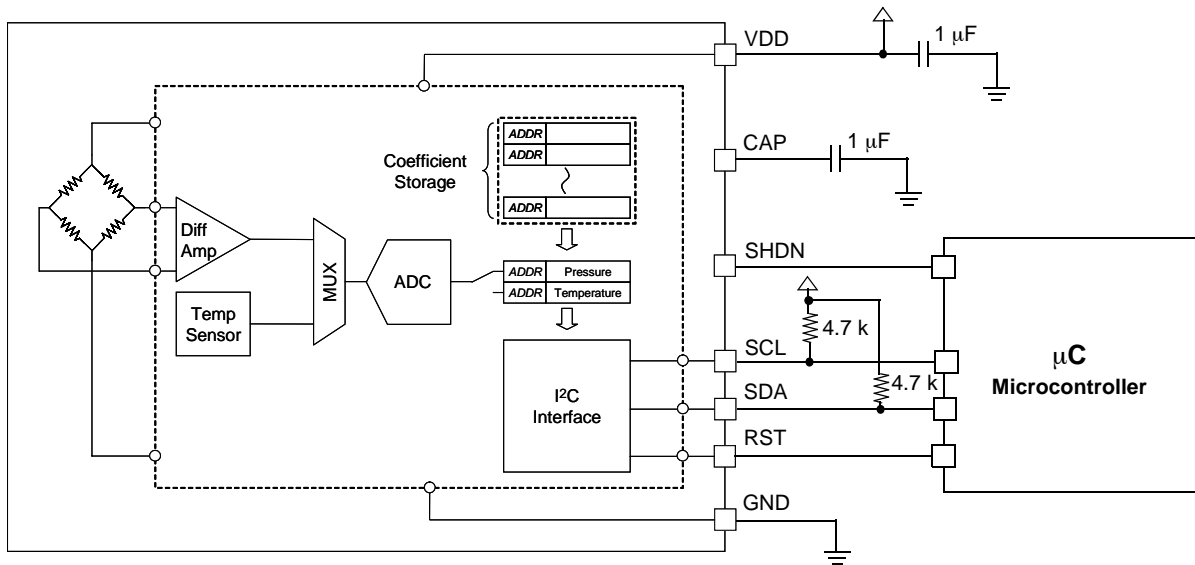 VDD
1 μF
CAP
1 μF
ADDR
ADDR
ADDR
Coefficient
Storage
Diff
Amp
MUX
ADC
ADDR Pressure
ADDR Temperature
Temp
Sensor
SHDN
4.7 k
SCL
4.7 k
SDA
RST
GND
I²C
Interface
μC
Microcontroller